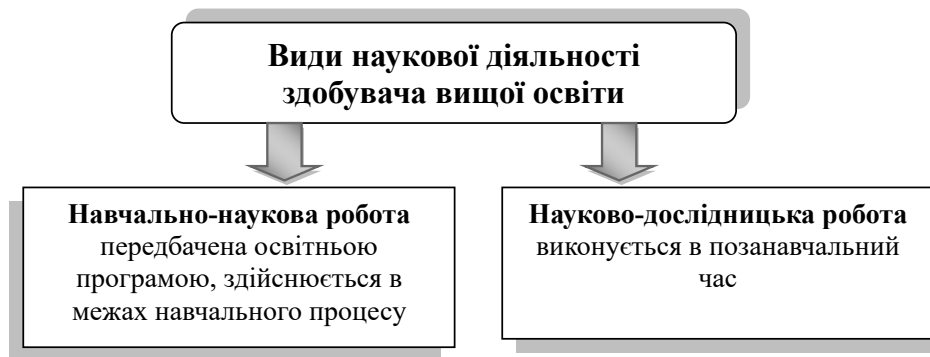 Види наукової діяльності
здобувача вищої освіти
Навчально-наукова робота
передбачена освітньою
програмою, здійснюється в
межах навчального процесу
Науково-дослідницька робота
виконується в позанавчальний
час